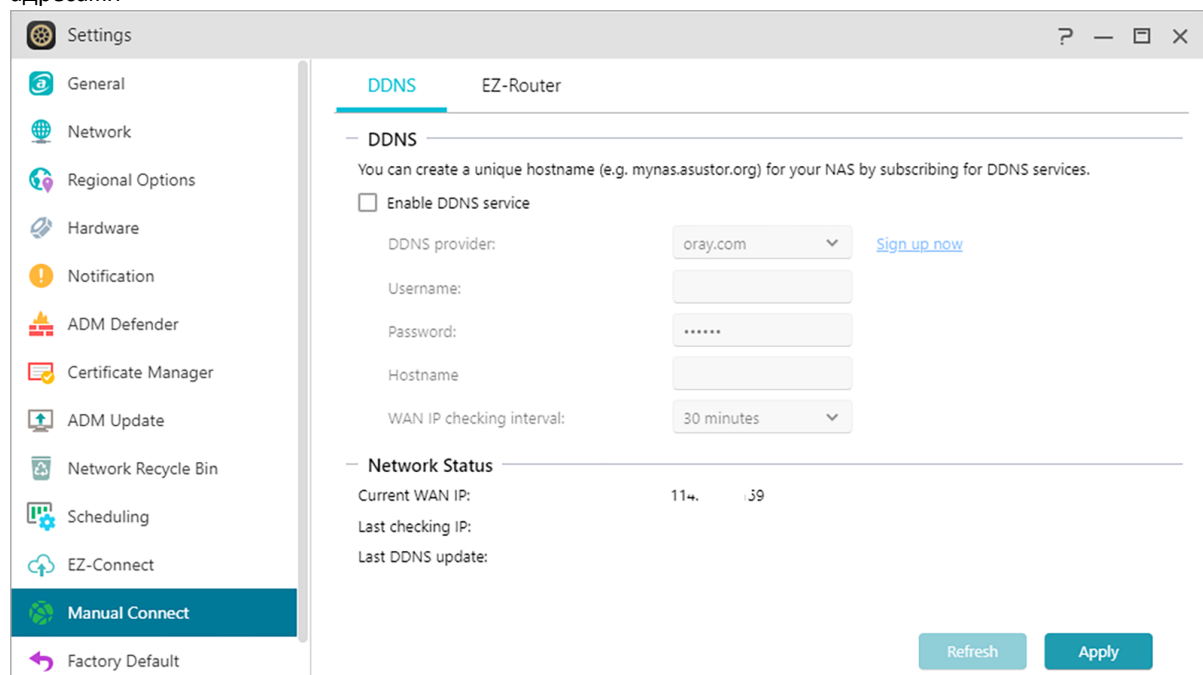 Settings
General
Network
Regional Options
Hardware
Notification
ADM Defender
Certificate Manager
ADM Update
Network Recycle Bin
Scheduling
EZ-Connect
Manual Connect
Factory Default
DDNS EZ-Router
DDNS
You can create a unique hostname (e.g. mynas.asustor.org) for your NAS by subscribing for DDNS services.
Enable DDNS service
DDNS provider: oray.com Sign up now
Username:
Password: ••••••
Hostname
WAN IP checking interval: 30 minutes
Network Status
Current WAN IP: 114.
Last checking IP:
Last DDNS update:
Refresh Apply